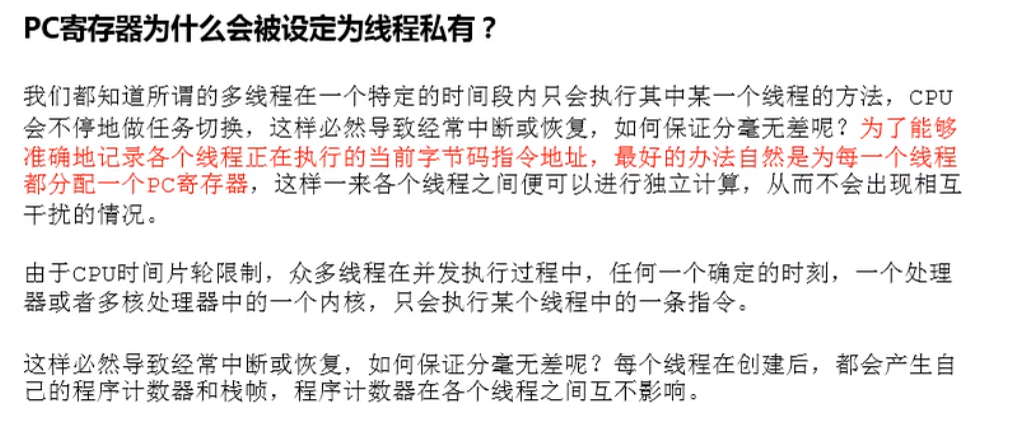 PC寄存器为什么会被设定为线程私有？
我们都知道所谓的多线程在一个特定的时间段内只会执行其中某一个线程的方法，CPU
会不停地做任务切换，这样必然导致经常中断或恢复，如何保证分毫无差呢？为了能够
准确地记录各个线程正在执行的当前字节码指令地址，最好的办法自然是为每一个线程
都分配一个PC寄存器，这样一来各个线程之间便可以进行独立计算，从而不会出现相互
干扰的情况。
由于CPU时间片轮限制，众多线程在并发执行过程中，任何一个确定的时刻，一个处理
器或者多核处理器中的一个内核，只会执行某个线程中的一条指令。
这样必然导致经常中断或恢复，如何保证分毫无差呢？每个线程在创建后，都会产生自
己的程序计数器和栈帧，程序计数器在各个线程之间互不影响。